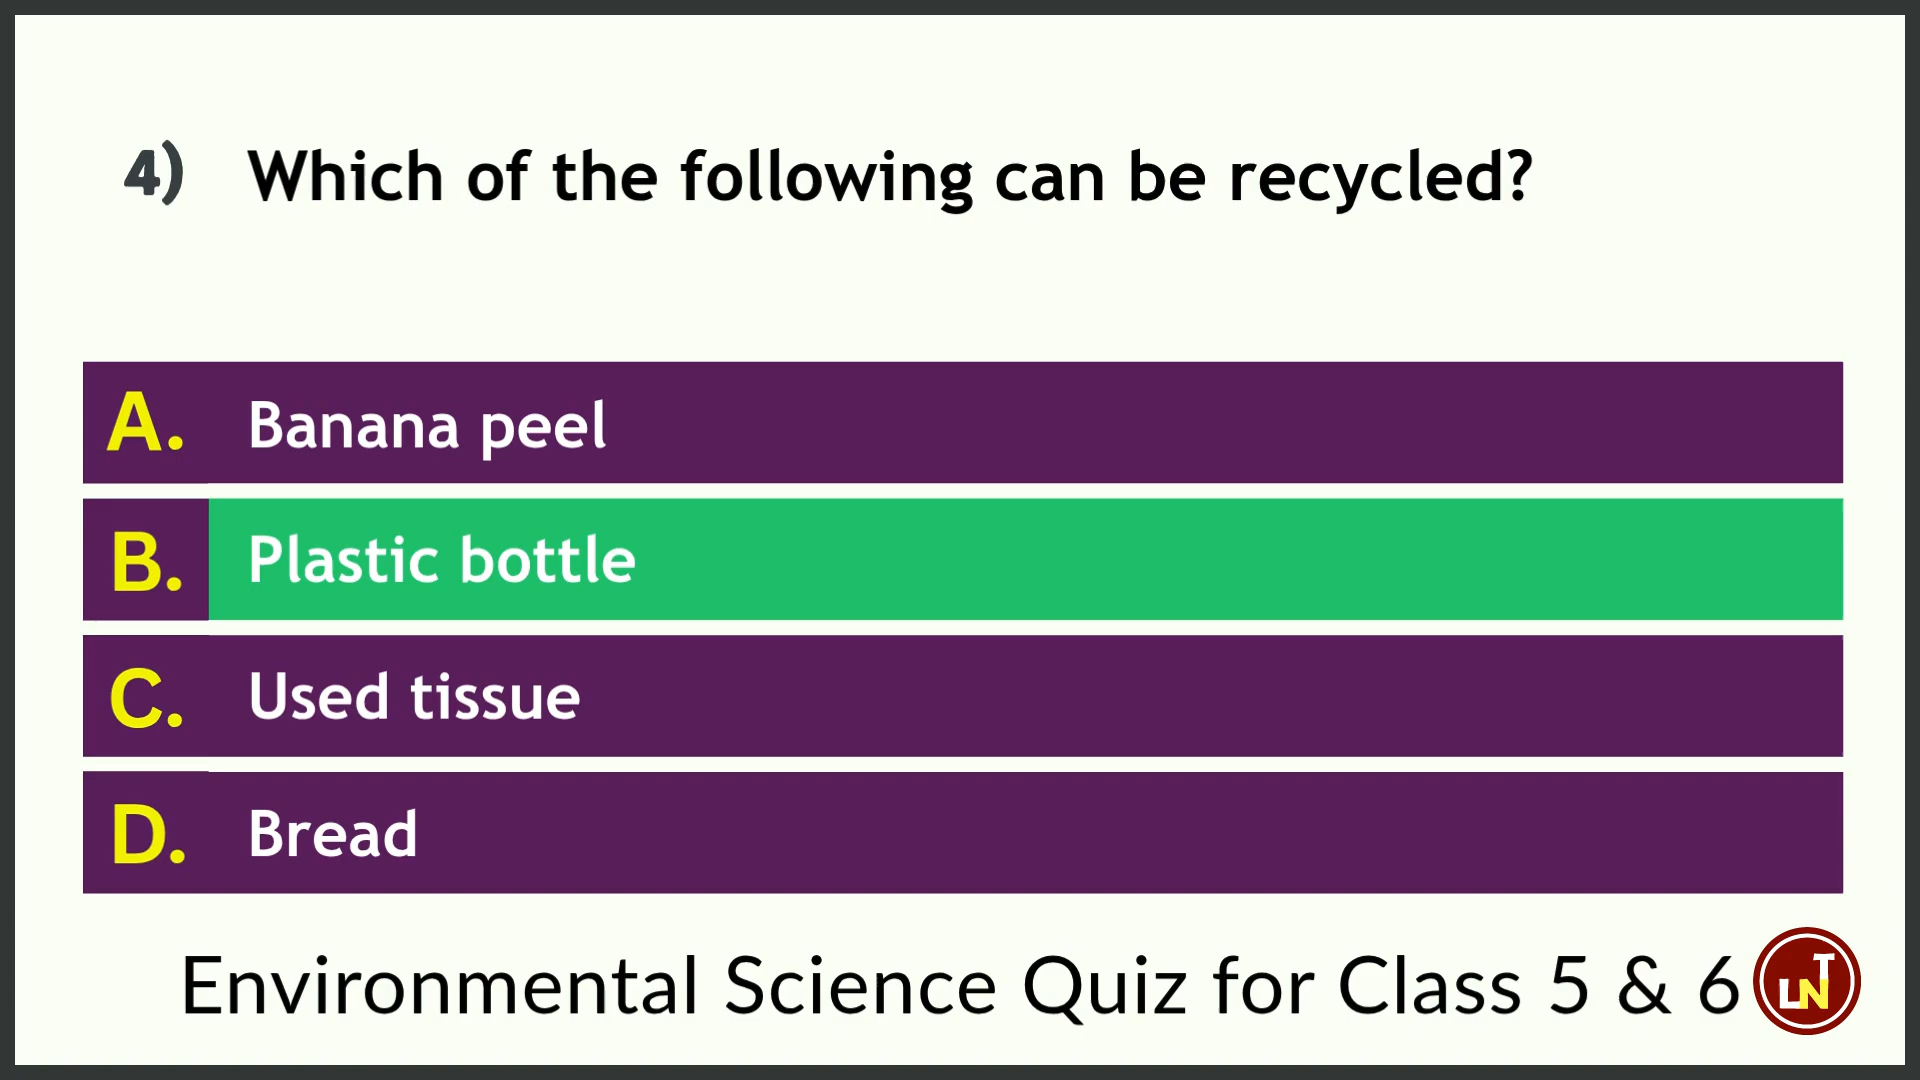 4) Which of the following can be recycled?
A. Banana peel
B. Plastic bottle
C. Used tissue
D. Bread
Environmental Science Quiz for Class 5 & 6
LNT